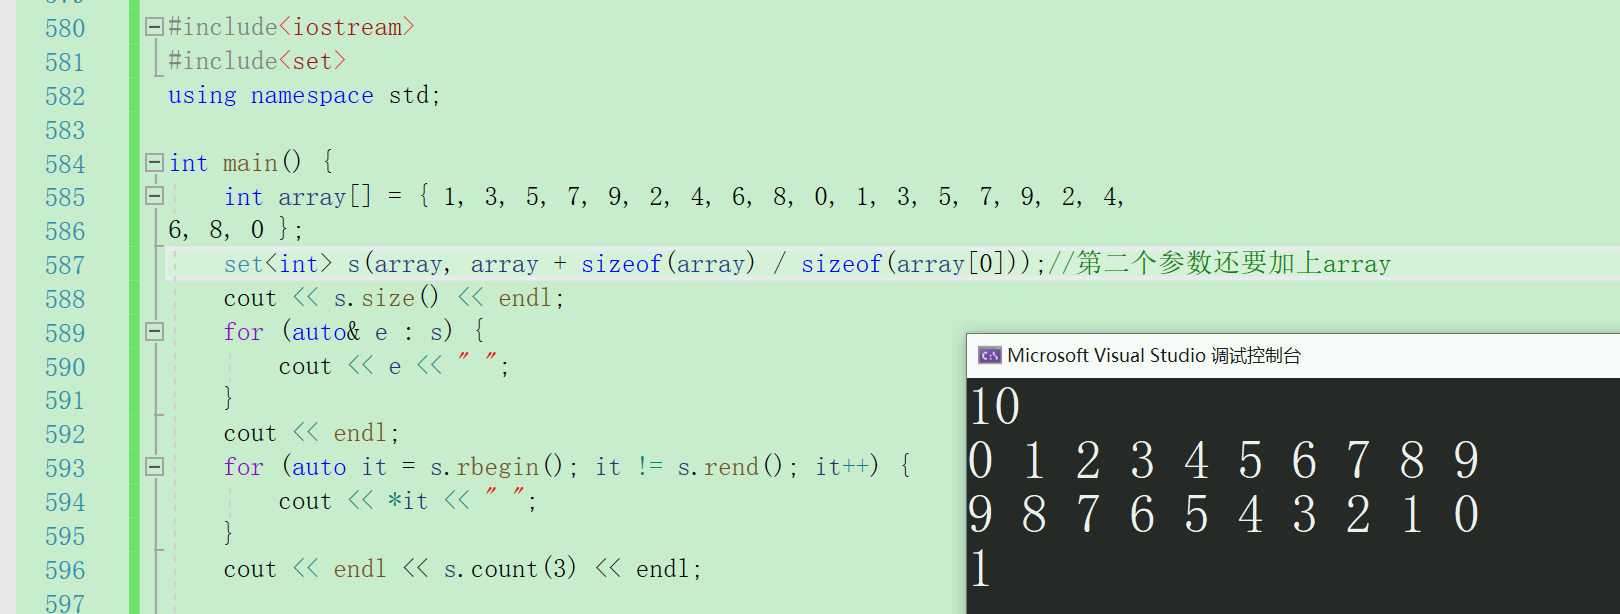 580 #include<iostream>
581 #include<set>
582 using namespace std;
583
584 int main() {
585 int array[] = { 1, 3, 5, 7, 9, 2, 4, 6, 8, 0, 1, 3, 5, 7, 9, 2, 4,
586 6, 8, 0 };
587 set<int> s(array, array + sizeof(array) / sizeof(array[0]));//第二个参数还要加上array
588 cout << s.size() << endl;
589 for (auto& e : s) {
590 cout << e << " ";
591 }
592 cout << endl;
593 for (auto it = s.rbegin(); it != s.rend(); it++) {
594 cout << *it << " ";
595 }
596 cout << endl << s.count(3) << endl;
597
C:\ Microsoft Visual Studio 调试控制台
10
0 1 2 3 4 5 6 7 8 9
9 8 7 6 5 4 3 2 1 0
1